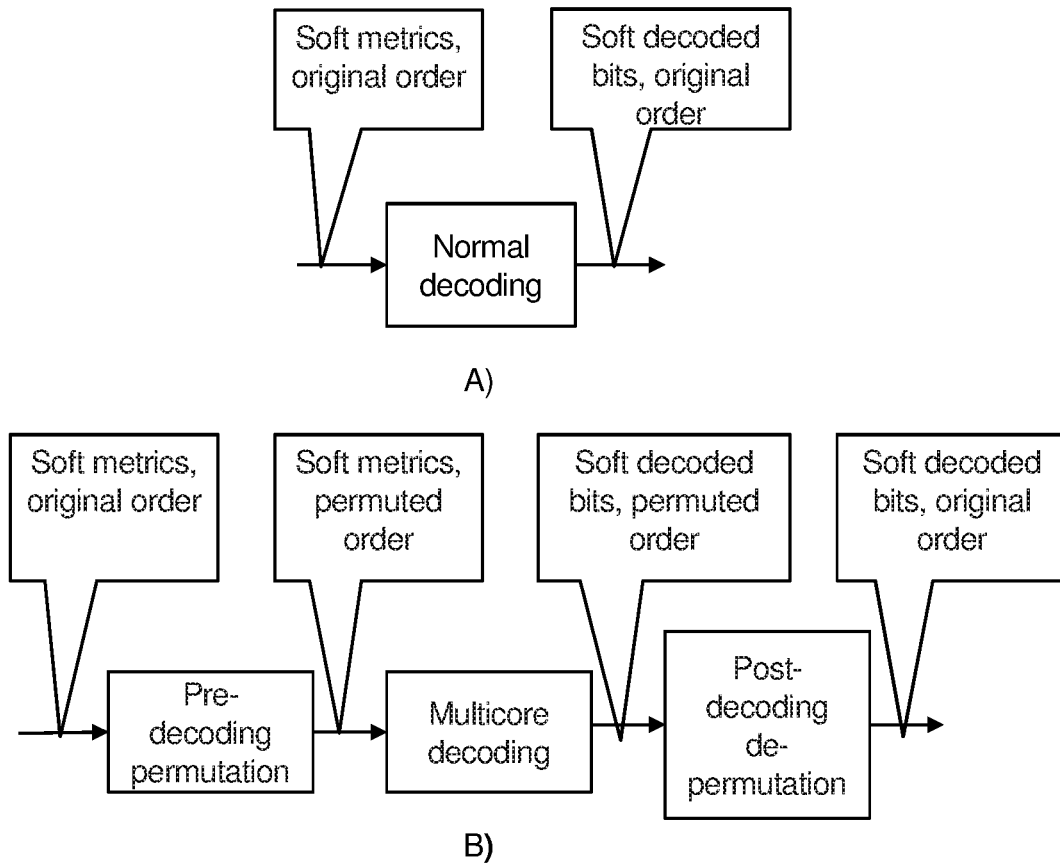 Soft metrics,
original order
Soft decoded
bits, original
order
Normal
decoding
A)
Soft metrics,
original order
Soft metrics,
permuted
order
Soft decoded
bits, permuted
order
Soft decoded
bits, original
order
Pre-
decoding
permutation
Multicore
decoding
Post-
decoding
de-
permutation
B)